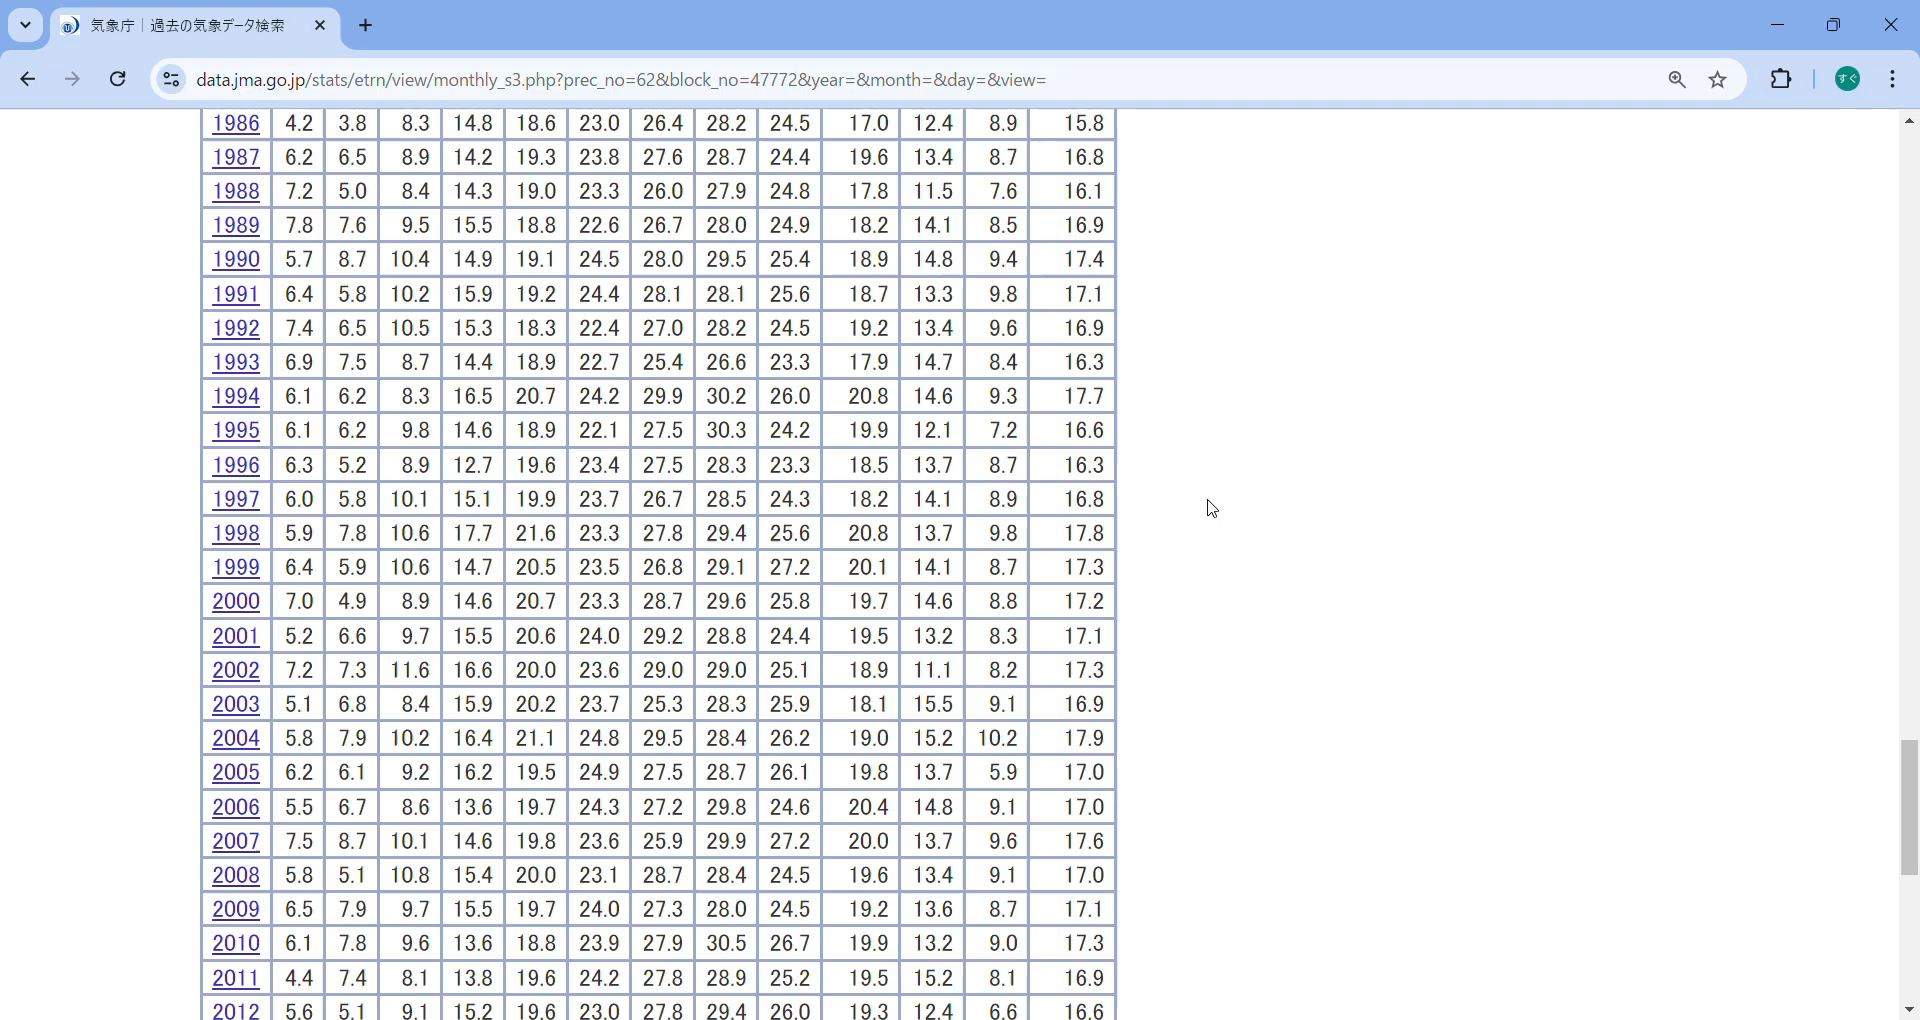 気象庁｜過去の気象データ検索
data.jma.go.jp/stats/etrn/view/monthly_s3.php?prec_no=62&block_no=47772&year=&month=&day=&view=
すぐ
1986 4.2 3.8 8.3 14.8 18.6 23.0 26.4 28.2 24.5 17.0 12.4 8.9 15.8
1987 6.2 6.5 8.9 14.2 19.3 23.8 27.6 28.7 24.4 19.6 13.4 8.7 16.8
1988 7.2 5.0 8.4 14.3 19.0 23.3 26.0 27.9 24.8 17.8 11.5 7.6 16.1
1989 7.8 7.6 9.5 15.5 18.8 22.6 26.7 28.0 24.9 18.2 14.1 8.5 16.9
1990 5.7 8.7 10.4 14.9 19.1 24.5 28.0 29.5 25.4 18.9 14.8 9.4 17.4
1991 6.4 5.8 10.2 15.9 19.2 24.4 28.1 28.1 25.6 18.7 13.3 9.8 17.1
1992 7.4 6.5 10.5 15.3 18.3 22.4 27.0 28.2 24.5 19.2 13.4 9.6 16.9
1993 6.9 7.5 8.7 14.4 18.9 22.7 25.4 26.6 23.3 17.9 14.7 8.4 16.3
1994 6.1 6.2 8.3 16.5 20.7 24.2 29.9 30.2 26.0 20.8 14.6 9.3 17.7
1995 6.1 6.2 9.8 14.6 18.9 22.1 27.5 30.3 24.2 19.9 12.1 7.2 16.6
1996 6.3 5.2 8.9 12.7 19.6 23.4 27.5 28.3 23.3 18.5 13.7 8.7 16.3
1997 6.0 5.8 10.1 15.1 19.9 23.7 26.7 28.5 24.3 18.2 14.1 8.9 16.8
1998 5.9 7.8 10.6 17.7 21.6 23.3 27.8 29.4 25.6 20.8 13.7 9.8 17.8
1999 6.4 5.9 10.6 14.7 20.5 23.5 26.8 29.1 27.2 20.1 14.1 8.7 17.3
2000 7.0 4.9 8.9 14.6 20.7 23.3 28.7 29.6 25.8 19.7 14.6 8.8 17.2
2001 5.2 6.6 9.7 15.5 20.6 24.0 29.2 28.8 24.4 19.5 13.2 8.3 17.1
2002 7.2 7.3 11.6 16.6 20.0 23.6 29.0 29.0 25.1 18.9 11.1 8.2 17.3
2003 5.1 6.8 8.4 15.9 20.2 23.7 25.3 28.3 25.9 18.1 15.5 9.1 16.9
2004 5.8 7.9 10.2 16.4 21.1 24.8 29.5 28.4 26.2 19.0 15.2 10.2 17.9
2005 6.2 6.1 9.2 16.2 19.5 24.9 27.5 28.7 26.1 19.8 13.7 5.9 17.0
2006 5.5 6.7 8.6 13.6 19.7 24.3 27.2 29.8 24.6 20.4 14.8 9.1 17.0
2007 7.5 8.7 10.1 14.6 19.8 23.6 25.9 29.9 27.2 20.0 13.7 9.6 17.6
2008 5.8 5.1 10.8 15.4 20.0 23.1 28.7 28.4 24.5 19.6 13.4 9.1 17.0
2009 6.5 7.9 9.7 15.5 19.7 24.0 27.3 28.0 24.5 19.2 13.6 8.7 17.1
2010 6.1 7.8 9.6 13.6 18.8 23.9 27.9 30.5 26.7 19.9 13.2 9.0 17.3
2011 4.4 7.4 8.1 13.8 19.6 24.2 27.8 28.9 25.2 19.5 15.2 8.1 16.9
2012 5.6 5.1 9.1 15.2 19.6 23.0 27.8 29.4 26.0 19.3 12.4 6.6 16.6